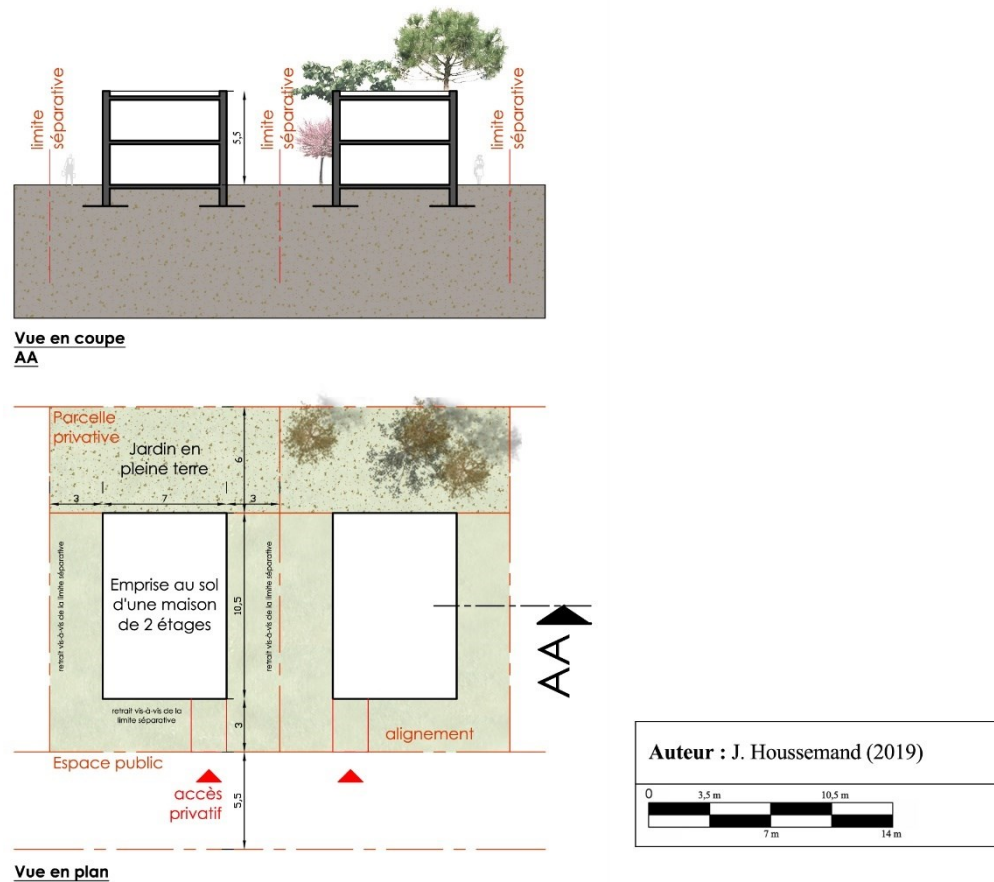 limite
séparative
5,5
limite
séparative
limite
séparative
Vue en coupe
AA
Parcelle
privative
Jardin en
pleine terre
6
3
7
3
retrait vis-à-vis de la limite séparative
Emprise au sol
d'une maison
de 2 étages
10,5
retrait vis-à-vis de la limite séparative
AA
retrait vis-à-vis de la
limite séparative
3
alignement
Espace public
accès
privatif
5,5
Vue en plan
Auteur : J. Houssemand (2019)
0 3,5 m 10,5 m
7 m 14 m